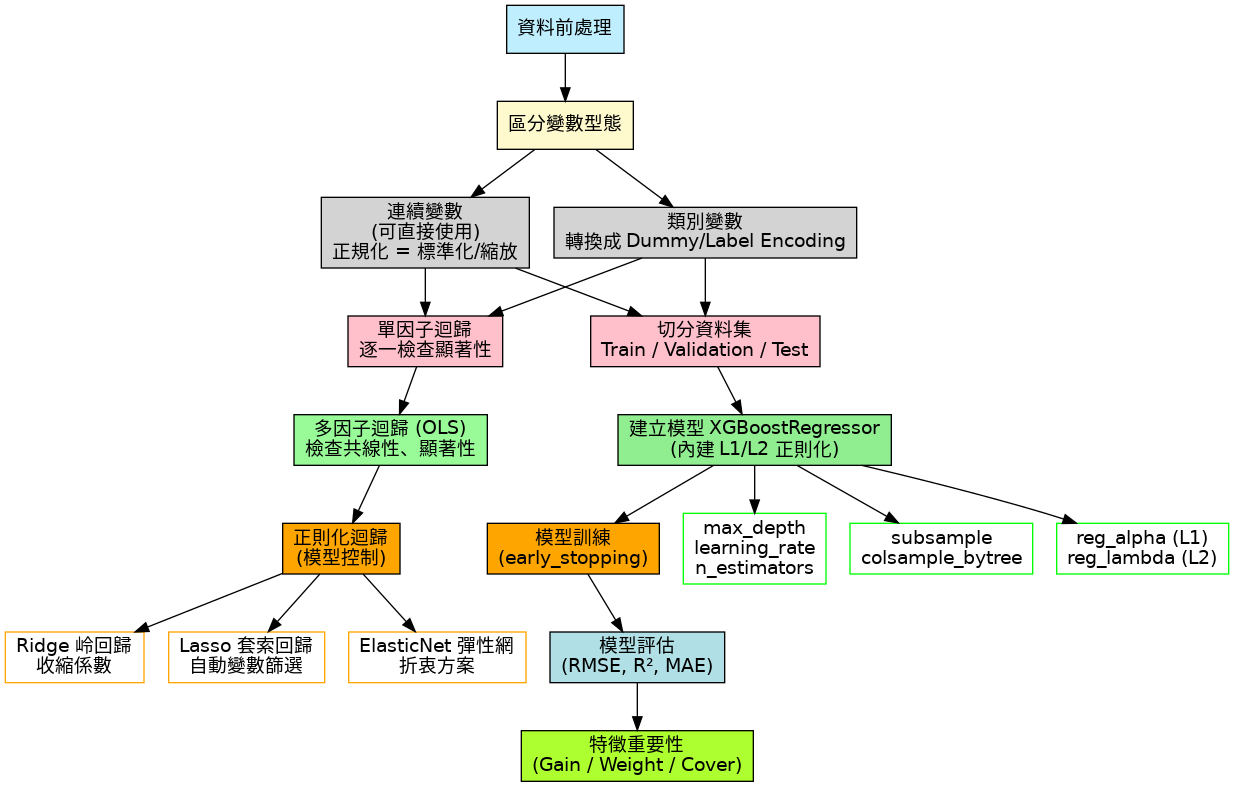 資料前處理
區分變數型態
連續變數
(可直接使用)
正規化 = 標準化/縮放
類別變數
轉換成 Dummy/Label Encoding
單因子迴歸
逐一檢查顯著性
切分資料集
Train / Validation / Test
多因子迴歸 (OLS)
檢查共線性、顯著性
建立模型 XGBoostRegressor
(內建 L1/L2 正則化)
正則化迴歸
(模型控制)
模型訓練
(early_stopping)
max_depth
learning_rate
n_estimators
subsample
colsample_bytree
reg_alpha (L1)
reg_lambda (L2)
Ridge 岭回歸
收縮係數
Lasso 套索回歸
自動變數篩選
ElasticNet 彈性網
折衷方案
模型評估
(RMSE, R², MAE)
特徵重要性
(Gain / Weight / Cover)